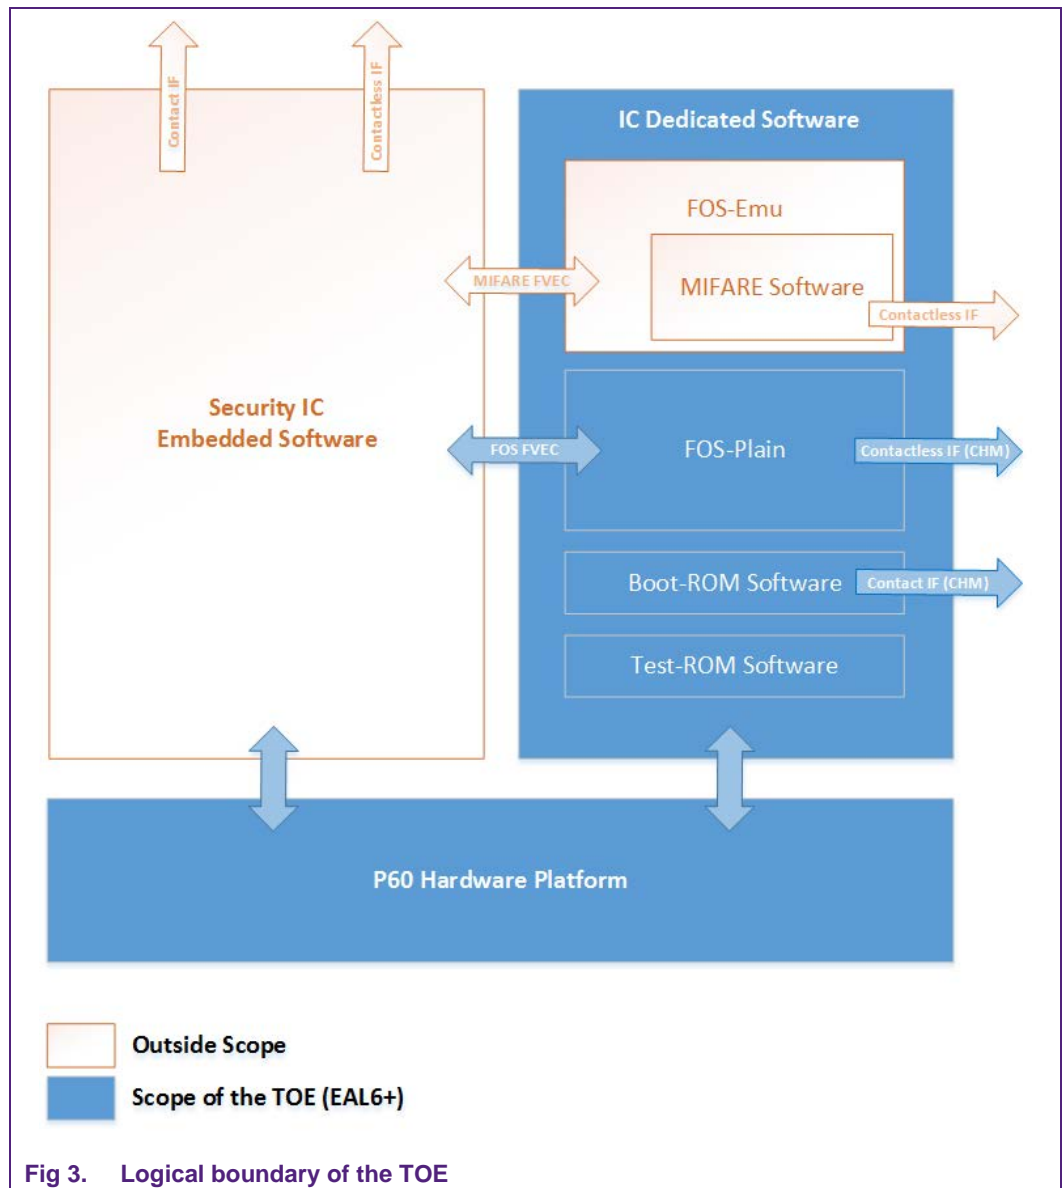 Contact IF
Contactless IF
IC Dedicated Software
FOS-Emu
MIFARE FVEC
MIFARE Software
Contactless IF
Security IC
Embedded Software
FOS FVEC
FOS-Plain
Contactless IF (CHM)
Boot-ROM Software
Contact IF (CHM)
Test-ROM Software
P60 Hardware Platform
Outside Scope
Scope of the TOE (EAL6+)
Fig 3. Logical boundary of the TOE